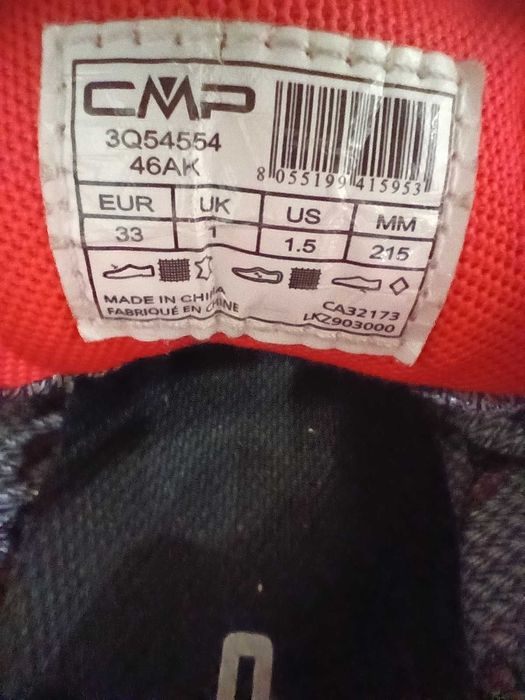 CMP
3Q54554
46AK
8 055199 415953
EUR UK US MM
33 1 1.5 215
MADE IN CHINA
FABRIQUÉ EN CHINE
CA32173
LKZ903000